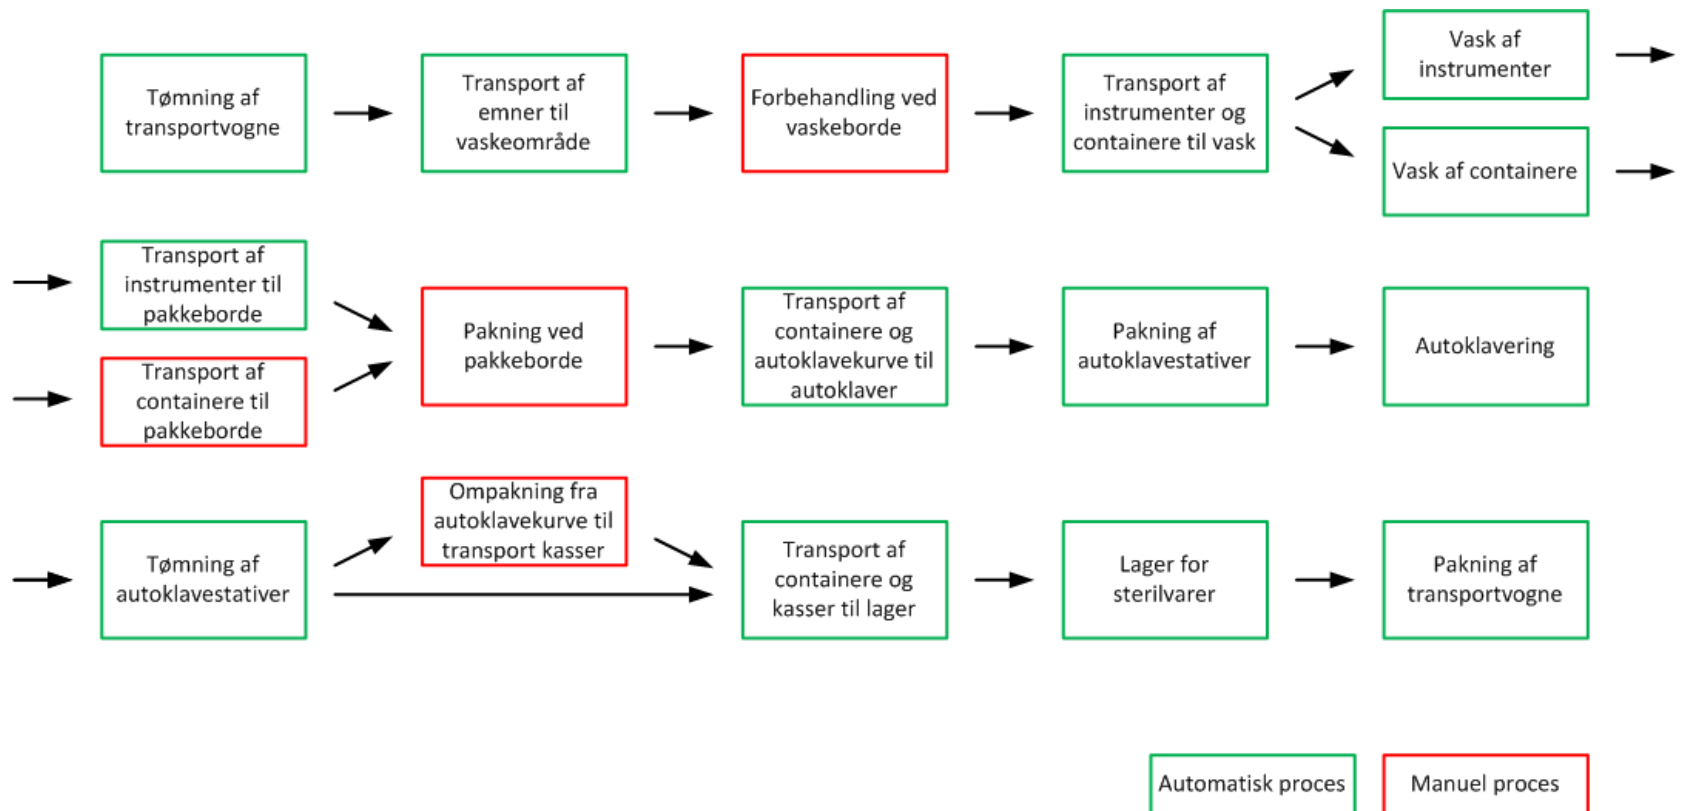 Tømning af
transportvogne
Transport af
emner til
vaskeområde
Forbehandling ved
vaskeborde
Transport af
instrumenter og
containere til vask
Vask af
instrumenter
Vask af containere
Transport af
instrumenter til
pakkeborde
Transport af
containere til
pakkeborde
Pakning ved
pakkeborde
Transport af
containere og
autoklavekurve til
autoklaver
Pakning af
autoklavestativer
Autoklavering
Tømning af
autoklavestativer
Ompakning fra
autoklavekurve til
transport kasser
Transport af
containere og
kasser til lager
Lager for
sterilvarer
Pakning af
transportvogne
Automatisk proces
Manuel proces